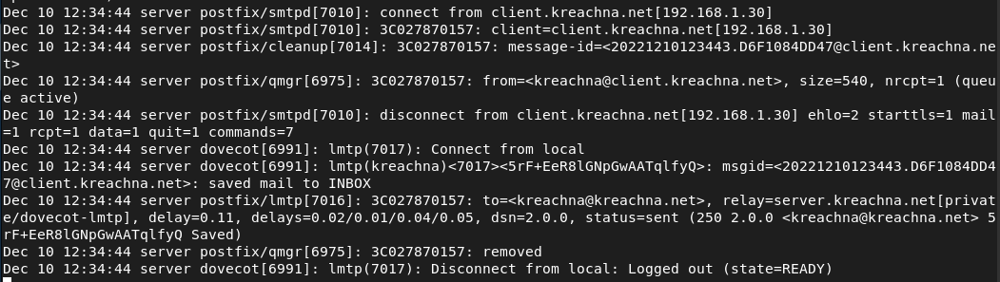 Dec 10 12:34:44 server postfix/smtpd[7010]: connect from client.kreachna.net[192.168.1.30]
Dec 10 12:34:44 server postfix/smtpd[7010]: 3C027870157: client=client.kreachna.net[192.168.1.30]
Dec 10 12:34:44 server postfix/cleanup[7014]: 3C027870157: message-id=<20221210123443.D6F1084DD47@client.kreachna.ne
t>
Dec 10 12:34:44 server postfix/qmgr[6975]: 3C027870157: from=<kreachna@client.kreachna.net>, size=540, nrcpt=1 (queu
e active)
Dec 10 12:34:44 server postfix/smtpd[7010]: disconnect from client.kreachna.net[192.168.1.30] ehlo=2 starttls=1 mail
=1 rcpt=1 data=1 quit=1 commands=7
Dec 10 12:34:44 server dovecot[6991]: lmtp(7017): Connect from local
Dec 10 12:34:44 server dovecot[6991]: lmtp(kreachna)<7017><5rF+EeR8lGNpGwAATqlfyQ>: msgid=<20221210123443.D6F1084DD4
7@client.kreachna.net>: saved mail to INBOX
Dec 10 12:34:44 server postfix/lmtp[7016]: 3C027870157: to=<kreachna@kreachna.net>, relay=server.kreachna.net[privat
e/dovecot-lmtp], delay=0.11, delays=0.02/0.01/0.04/0.05, dsn=2.0.0, status=sent (250 2.0.0 <kreachna@kreachna.net> 5
rF+EeR8lGNpGwAATqlfyQ Saved)
Dec 10 12:34:44 server postfix/qmgr[6975]: 3C027870157: removed
Dec 10 12:34:44 server dovecot[6991]: lmtp(7017): Disconnect from local: Logged out (state=READY)